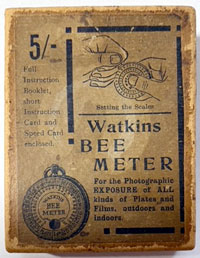 5/-
Full
Instruction
Booklet,
short
Instruction
Card and
Speed Card
enclosed.
Setting the Scales
Watkins
BEE
METER
For the Photographic
EXPOSURE of ALL
kinds of Plates and
Films, outdoors and
indoors.
WATKINS
BEE
METER